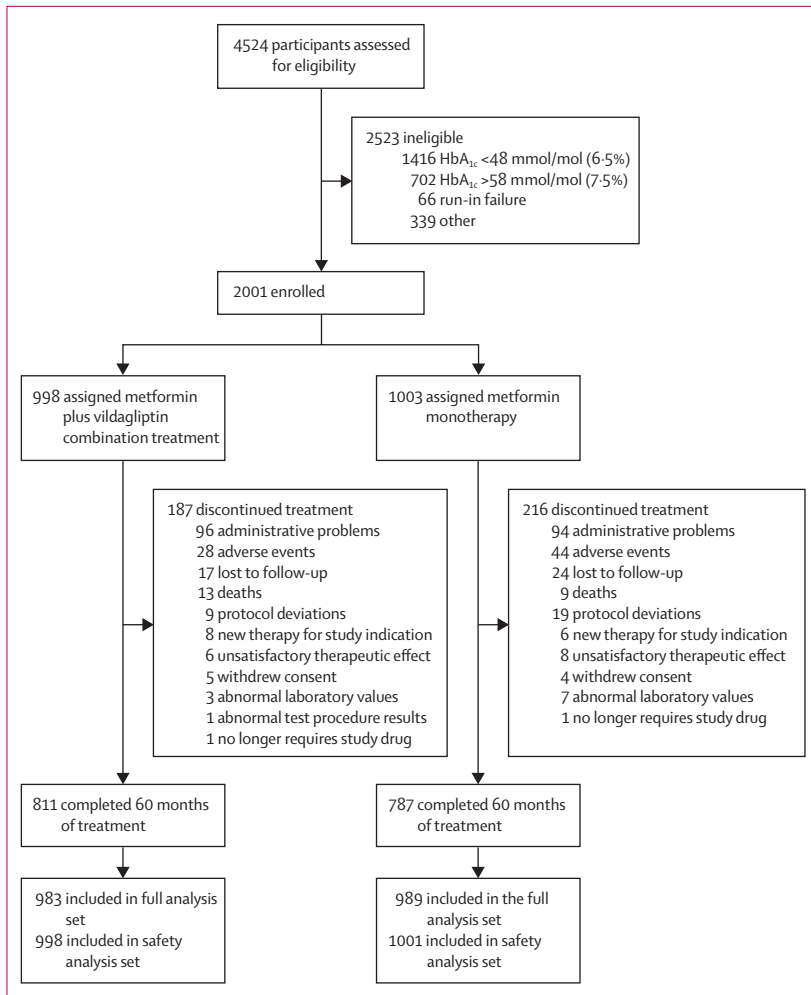 4524 participants assessed
for eligibility
2523 ineligible
1416 HbA1c <48 mmol/mol (6·5%)
702 HbA1c >58 mmol/mol (7·5%)
66 run-in failure
339 other
2001 enrolled
998 assigned metformin
plus vildagliptin
combination treatment
1003 assigned metformin
monotherapy
187 discontinued treatment
96 administrative problems
28 adverse events
17 lost to follow-up
13 deaths
9 protocol deviations
8 new therapy for study indication
6 unsatisfactory therapeutic effect
5 withdrew consent
3 abnormal laboratory values
1 abnormal test procedure results
1 no longer requires study drug
216 discontinued treatment
94 administrative problems
44 adverse events
24 lost to follow-up
9 deaths
19 protocol deviations
6 new therapy for study indication
8 unsatisfactory therapeutic effect
4 withdrew consent
7 abnormal laboratory values
1 no longer requires study drug
811 completed 60 months
of treatment
787 completed 60 months
of treatment
983 included in full analysis
set
998 included in safety
analysis set
989 included in the full
analysis set
1001 included in safety
analysis set